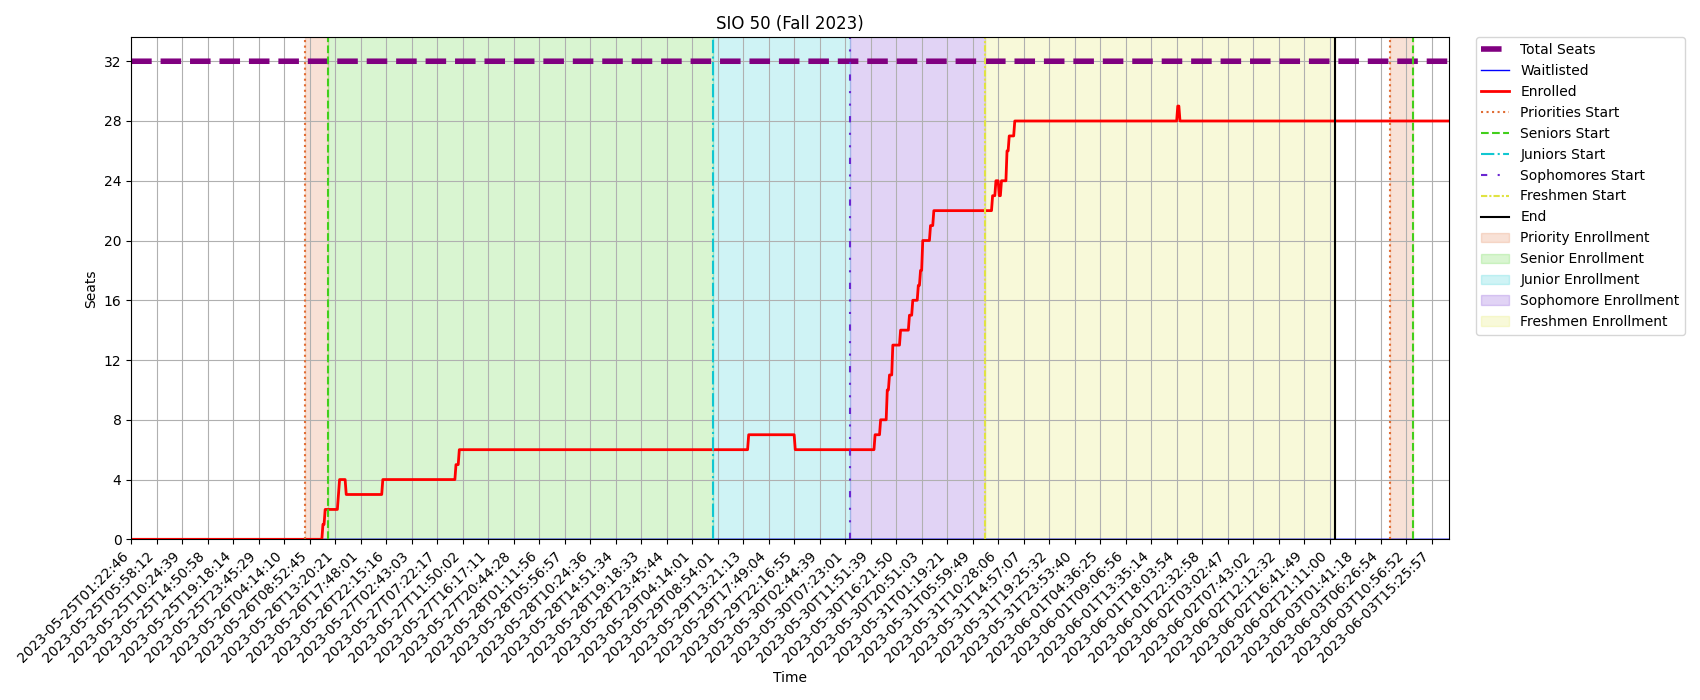 SIO 50 (Fall 2023)
Seats
32
28
24
20
16
12
8
4
0
2023-05-25T01:22:46
2023-05-25T05:58:12
2023-05-25T10:24:39
2023-05-25T14:50:58
2023-05-25T19:18:14
2023-05-25T23:45:29
2023-05-26T04:14:10
2023-05-26T08:52:45
2023-05-26T13:20:21
2023-05-26T17:48:01
2023-05-26T22:15:16
2023-05-27T02:43:03
2023-05-27T07:22:17
2023-05-27T11:50:02
2023-05-27T16:17:11
2023-05-27T20:44:28
2023-05-28T01:11:56
2023-05-28T05:56:57
2023-05-28T10:24:36
2023-05-28T14:51:34
2023-05-28T19:18:33
2023-05-28T23:45:44
2023-05-29T04:14:01
2023-05-29T08:54:01
2023-05-29T13:21:13
2023-05-29T17:49:04
2023-05-29T22:16:55
2023-05-30T02:44:39
2023-05-30T07:23:01
2023-05-30T11:51:39
2023-05-30T16:21:50
2023-05-30T20:51:03
2023-05-31T01:19:21
2023-05-31T05:59:49
2023-05-31T10:28:06
2023-05-31T14:57:07
2023-05-31T19:25:32
2023-05-31T23:53:40
2023-06-01T04:36:25
2023-06-01T09:06:56
2023-06-01T13:35:14
2023-06-01T18:03:54
2023-06-01T22:32:58
2023-06-02T03:02:47
2023-06-02T07:43:02
2023-06-02T12:12:32
2023-06-02T16:41:49
2023-06-02T21:11:00
2023-06-03T01:41:18
2023-06-03T06:26:54
2023-06-03T10:56:52
2023-06-03T15:25:57
Time
Total Seats
Waitlisted
Enrolled
Priorities Start
Seniors Start
Juniors Start
Sophomores Start
Freshmen Start
End
Priority Enrollment
Senior Enrollment
Junior Enrollment
Sophomore Enrollment
Freshmen Enrollment